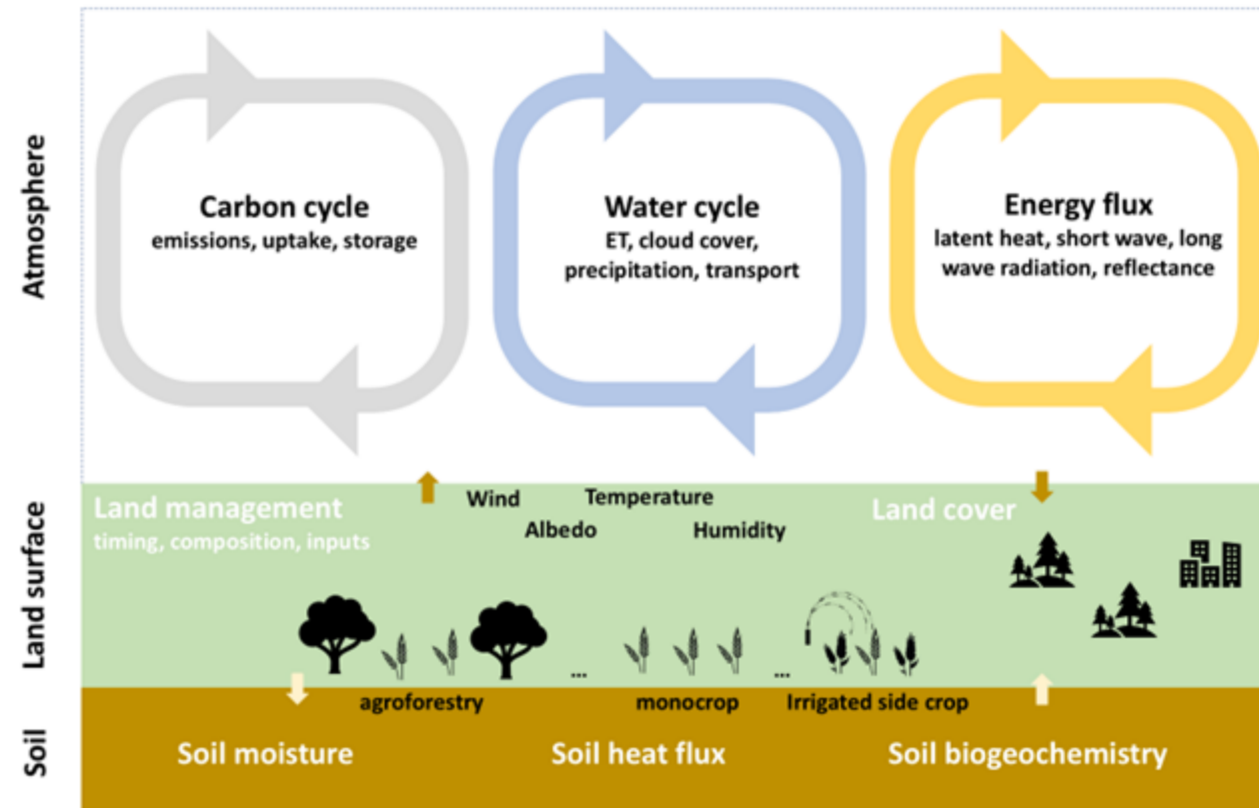 Atmosphere
Carbon cycle
emissions, uptake, storage
Water cycle
ET, cloud cover,
precipitation, transport
Energy flux
latent heat, short wave, long
wave radiation, reflectance
Land surface
Land management
timing, composition, inputs
Wind
Temperature
Albedo
Humidity
Land cover
...
...
agroforestry
monocrop
Irrigated side crop
Soil
Soil moisture
Soil heat flux
Soil biogeochemistry